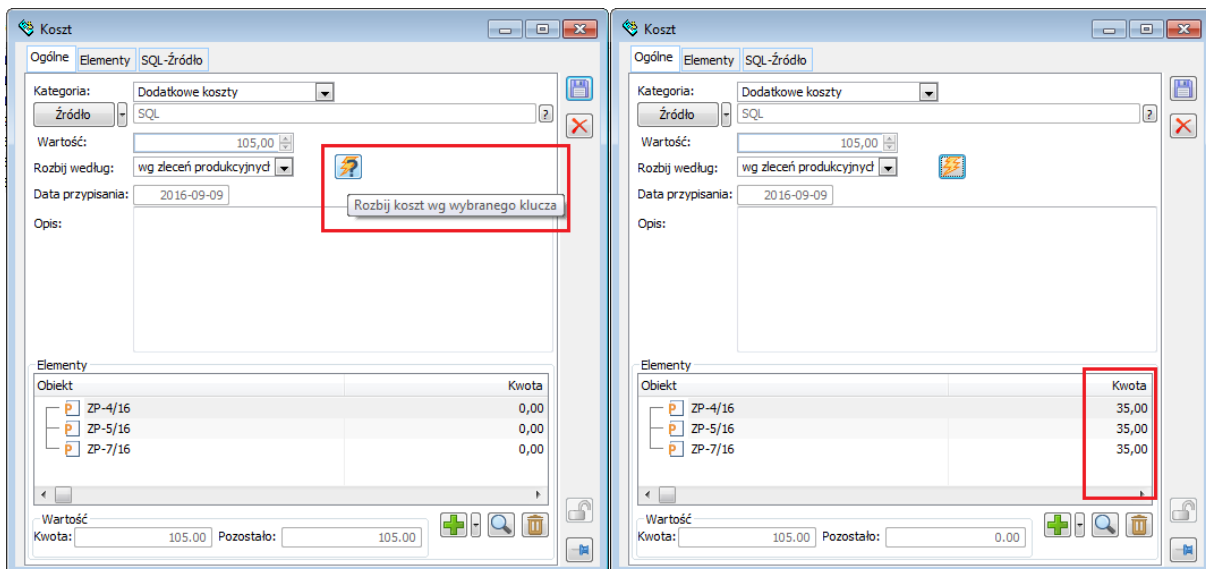 Koszt
Ogólne Elementy SQL-Źródło
Kategoria: Dodatkowe koszty
Źródło SQL ?
Wartość: 105,00
Rozbij według: wg zleceń produkcyjnycł
Rozbij koszt wg wybranego klucza
Data przypisania: 2016-09-09
Opis:
Elementy
Obiekt Kwota
P ZP-4/16 0,00
P ZP-5/16 0,00
P ZP-7/16 0,00
Wartość
Kwota: 105.00 Pozostało: 105.00
Koszt
Ogólne Elementy SQL-Źródło
Kategoria: Dodatkowe koszty
Źródło SQL ?
Wartość: 105,00
Rozbij według: wg zleceń produkcyjnycł
Data przypisania: 2016-09-09
Opis:
Elementy
Obiekt Kwota
P ZP-4/16 35,00
P ZP-5/16 35,00
P ZP-7/16 35,00
Wartość
Kwota: 105.00 Pozostało: 0.00